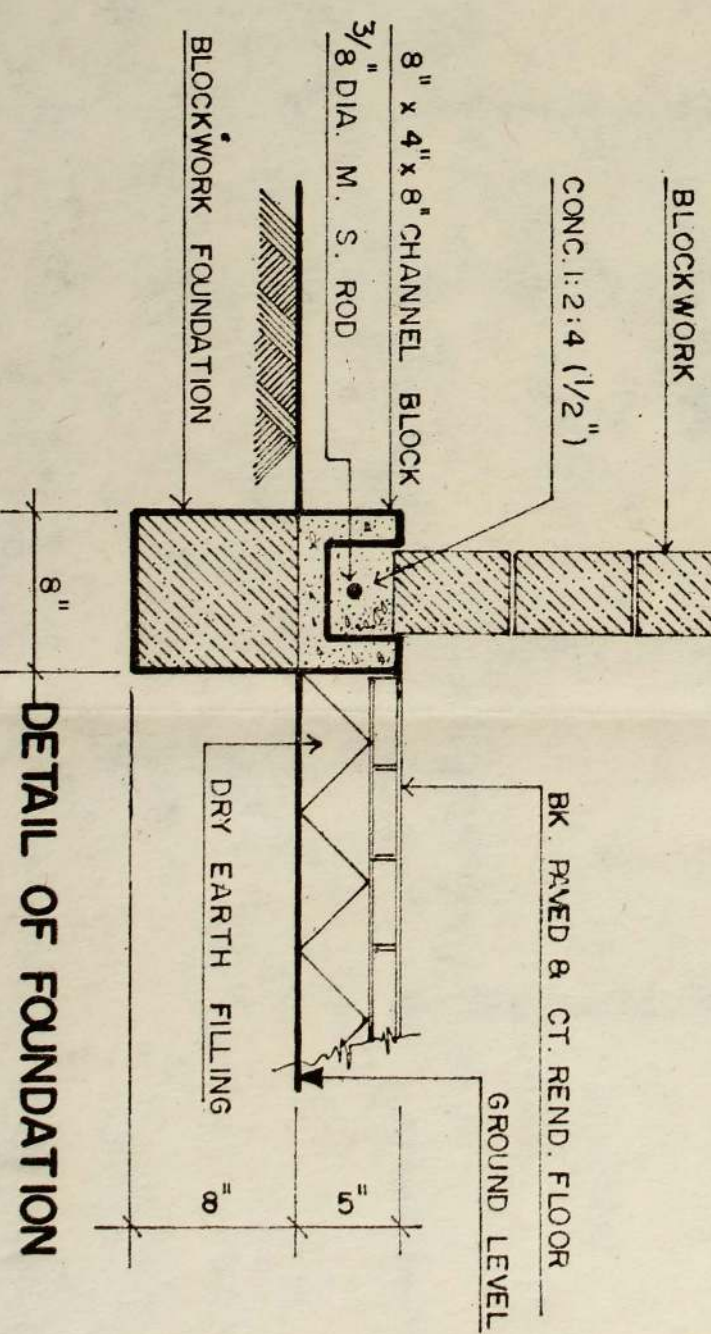 BLOCKWORK
CONC. 1:2:4 (1/2")
8" x 4" x 8" CHANNEL BLOCK
3/8" DIA. M. S. ROD
BLOCKWORK FOUNDATION
BK. PAVED & CT. REND. FLOOR
GROUND LEVEL
DRY EARTH FILLING
5"
8"
8"
DETAIL OF FOUNDATION